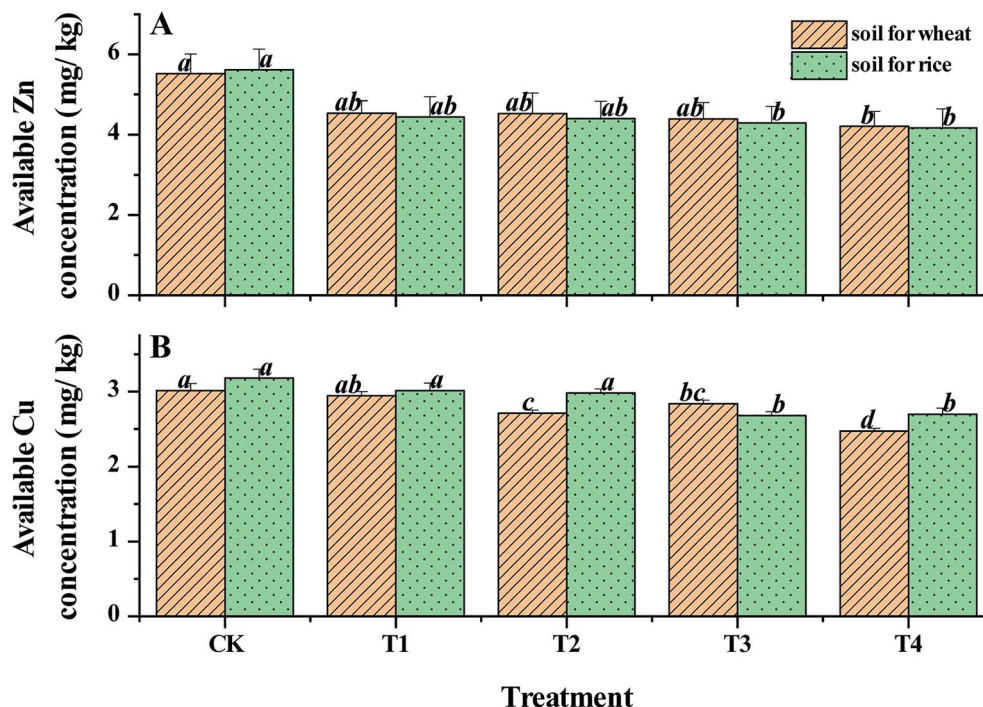 A
soil for wheat
soil for rice
Available Zn
concentration (mg/ kg)
6
4
2
0
a
a
ab
ab
ab
ab
ab
b
b
b
B
Available Cu
concentration (mg/ kg)
3
2
1
0
a
a
ab
a
c
a
bc
b
d
b
CK
T1
T2
T3
T4
Treatment